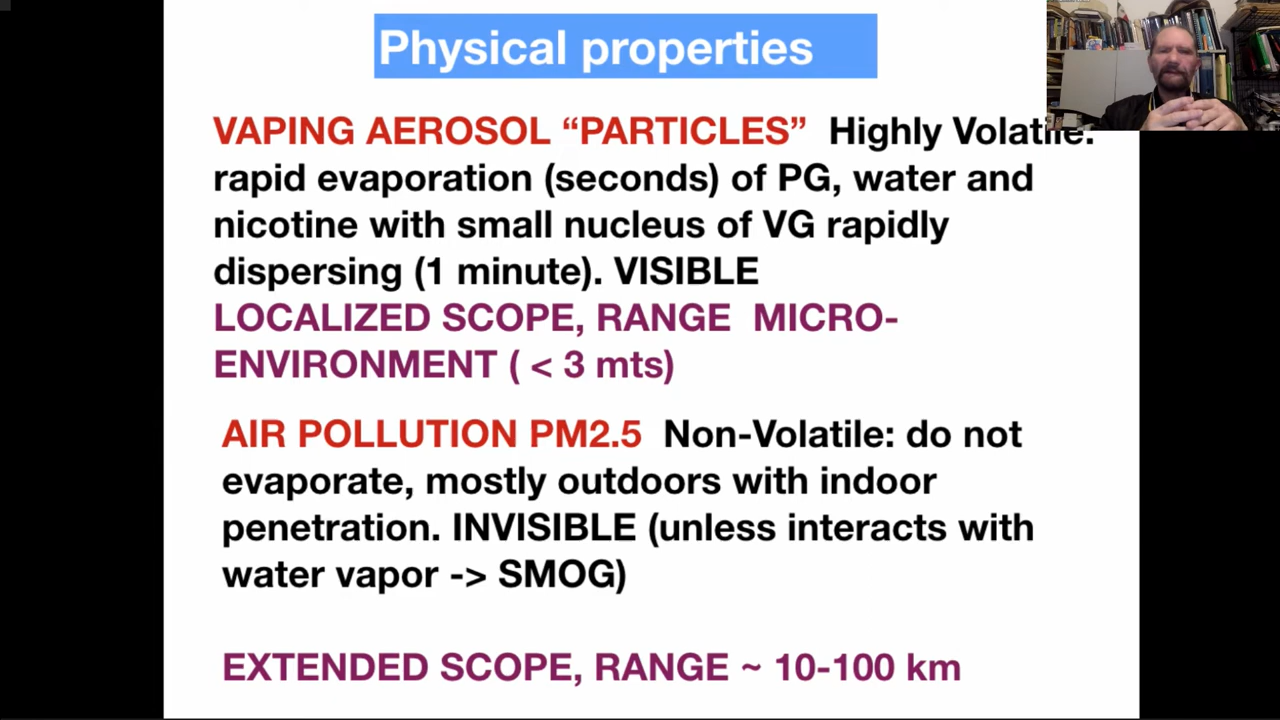 Physical properties
VAPING AEROSOL “PARTICLES” Highly Volatile:
rapid evaporation (seconds) of PG, water and
nicotine with small nucleus of VG rapidly
dispersing (1 minute). VISIBLE
LOCALIZED SCOPE, RANGE MICRO-
ENVIRONMENT ( < 3 mts)
AIR POLLUTION PM2.5 Non-Volatile: do not
evaporate, mostly outdoors with indoor
penetration. INVISIBLE (unless interacts with
water vapor -> SMOG)
EXTENDED SCOPE, RANGE ~ 10-100 km